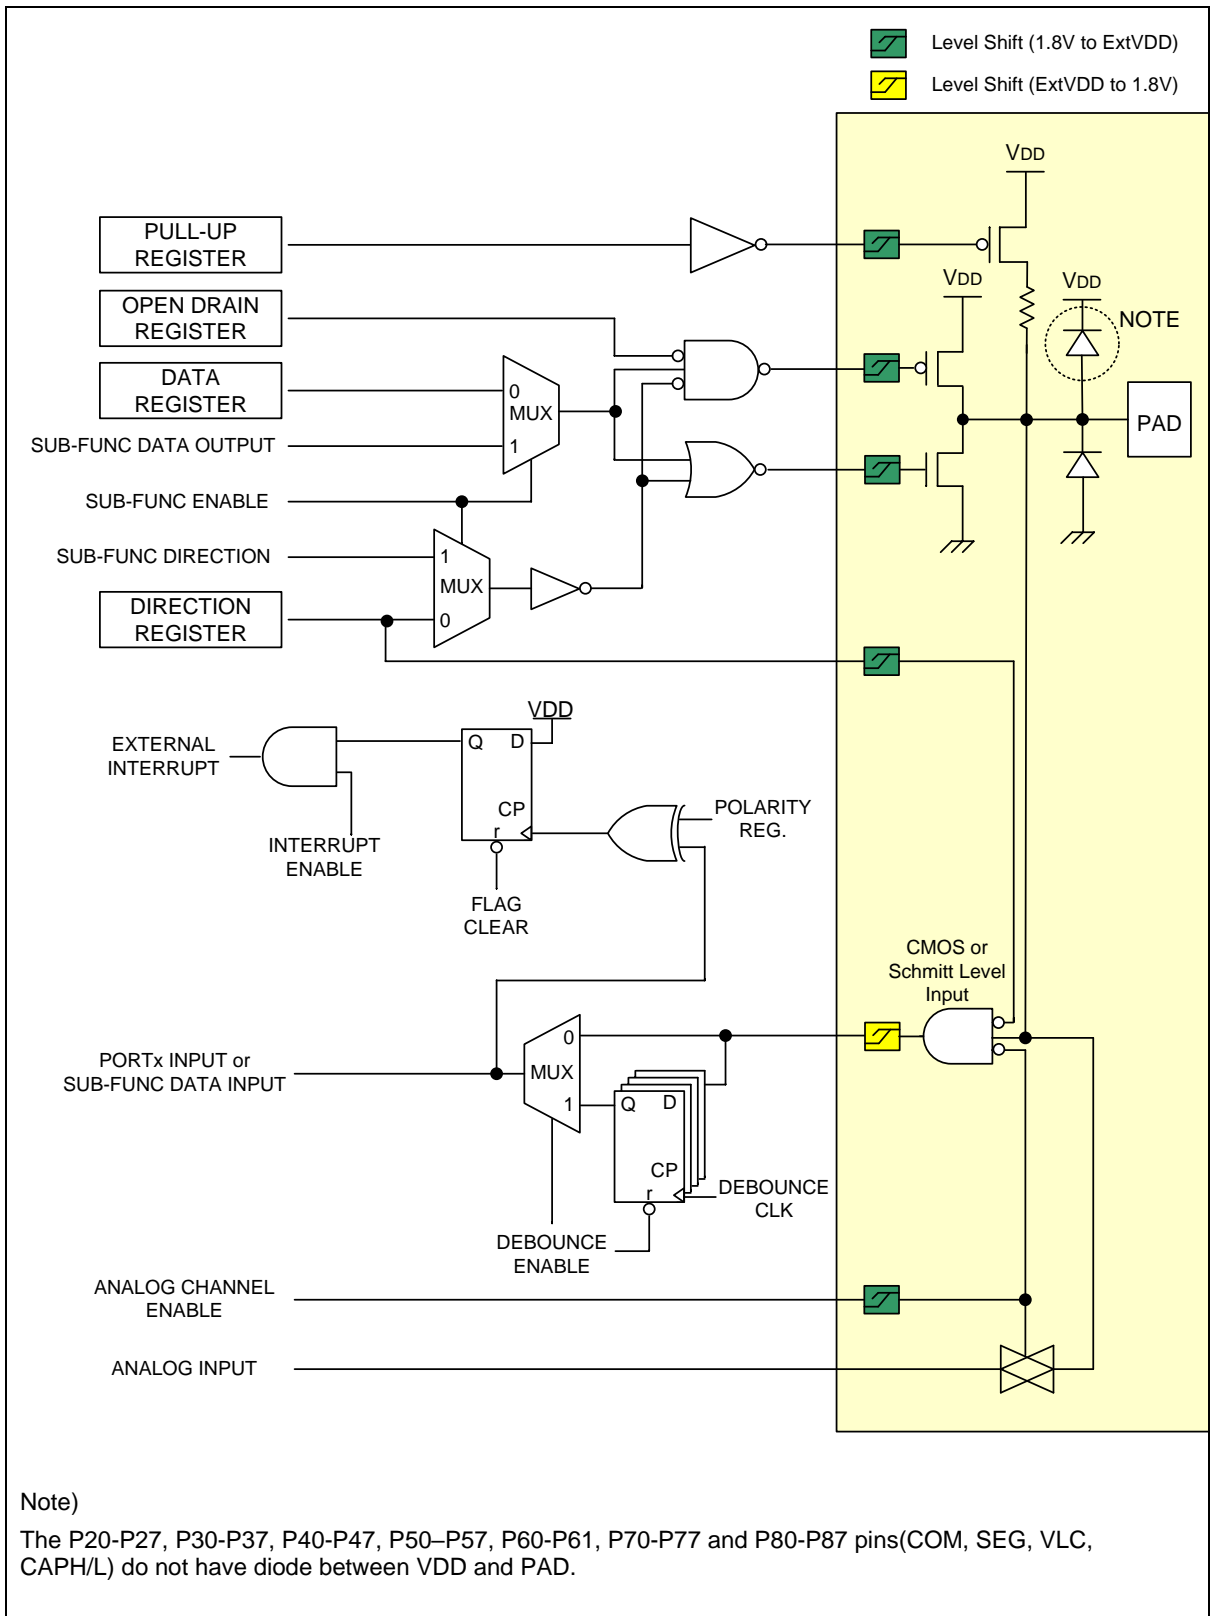 Level Shift (1.8V to ExtVDD)
Level Shift (ExtVDD to 1.8V)
VDD
PULL-UP
REGISTER
VDD
VDD
OPEN DRAIN
REGISTER
NOTE
DATA
REGISTER
0
MUX
1
PAD
SUB-FUNC DATA OUTPUT
SUB-FUNC ENABLE
SUB-FUNC DIRECTION
1
MUX
0
DIRECTION
REGISTER
VDD
EXTERNAL
INTERRUPT
Q D
CP
r
POLARITY
REG.
INTERRUPT
ENABLE
FLAG
CLEAR
CMOS or
Schmitt Level
Input
PORTx INPUT or
SUB-FUNC DATA INPUT
0
MUX
1
Q D
CP
r
DEBOUNCE
CLK
DEBOUNCE
ENABLE
ANALOG CHANNEL
ENABLE
ANALOG INPUT
Note)
The P20-P27, P30-P37, P40-P47, P50–P57, P60-P61, P70-P77 and P80-P87 pins(COM, SEG, VLC,
CAPH/L) do not have diode between VDD and PAD.